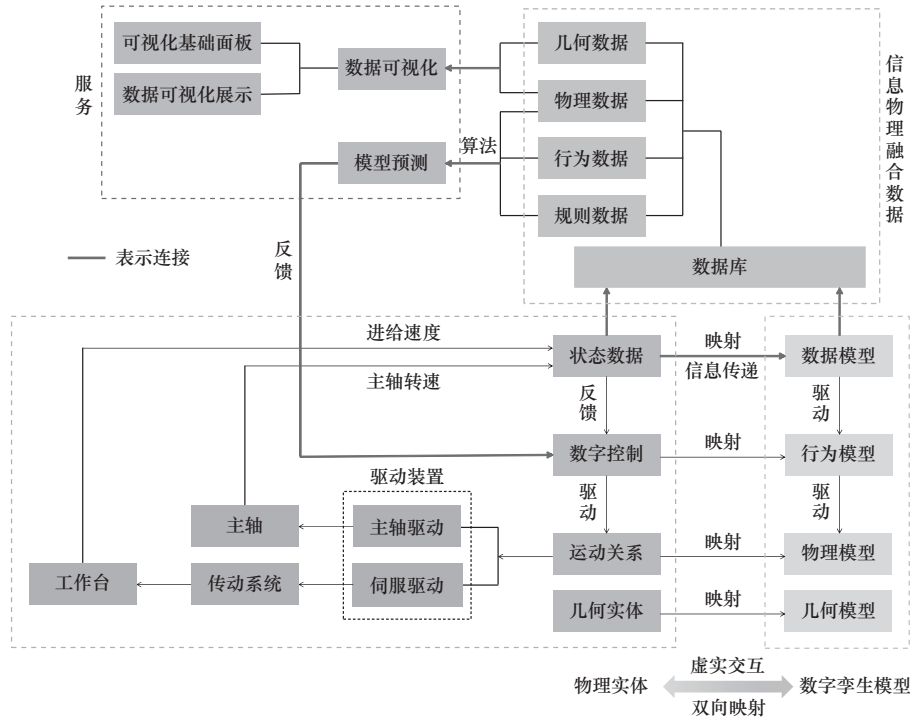 可视化基础面板
数据可视化展示
数据可视化
服务
模型预测
算法
几何数据
物理数据
行为数据
规则数据
信息物理融合数据
数据库
表示连接
反馈
进给速度
主轴转速
状态数据
映射
信息传递
数据模型
反馈
驱动
数字控制
映射
行为模型
驱动装置
驱动
驱动
主轴
主轴驱动
运动关系
映射
物理模型
工作台
传动系统
伺服驱动
几何实体
映射
几何模型
物理实体
虚实交互
双向映射
数字孪生模型